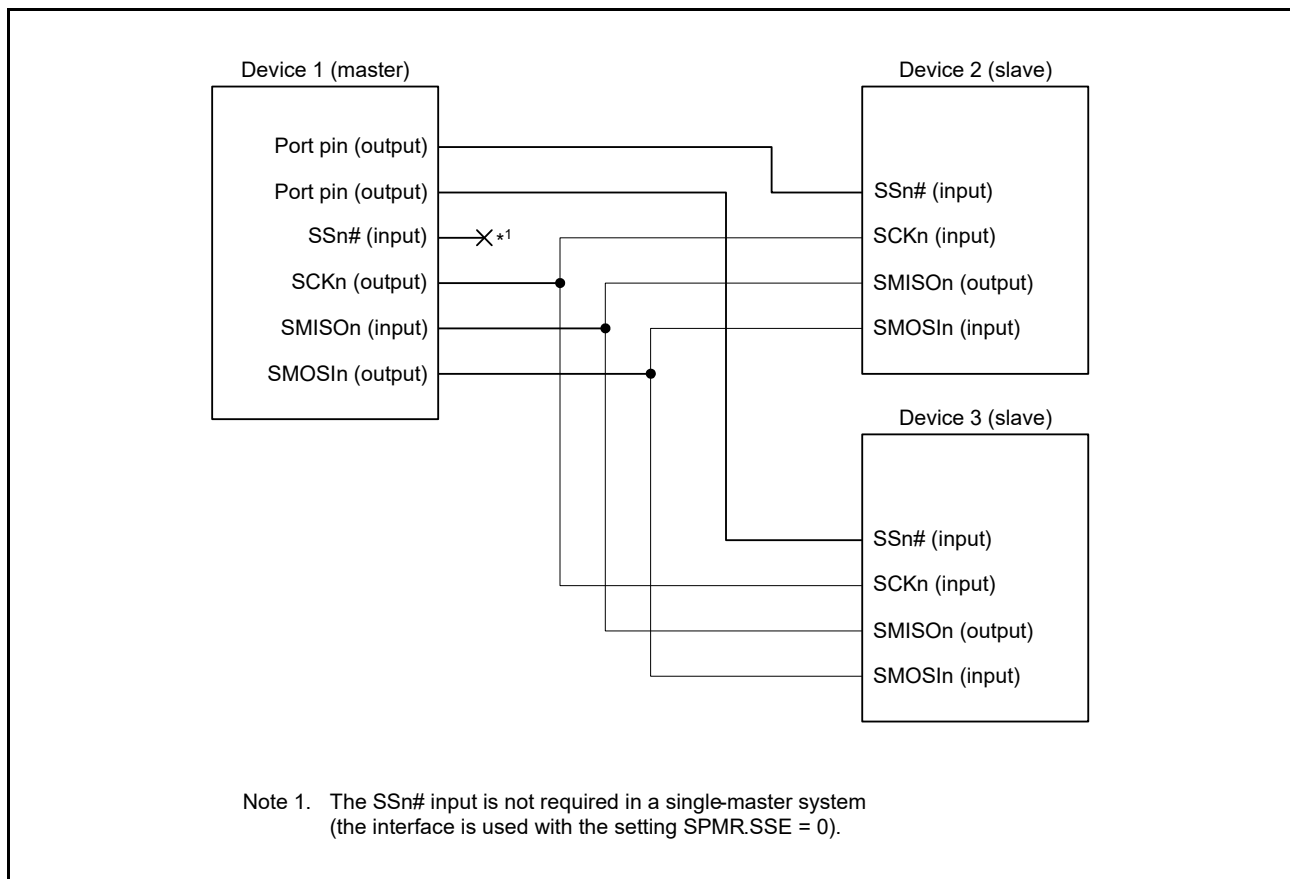 Device 1 (master)
Port pin (output)
Port pin (output)
SSn# (input)
*1
SCKn (output)
SMISOn (input)
SMOSIn (output)
Device 2 (slave)
SSn# (input)
SCKn (input)
SMISOn (output)
SMOSIn (input)
Device 3 (slave)
SSn# (input)
SCKn (input)
SMISOn (output)
SMOSIn (input)
Note 1. The SSn# input is not required in a single-master system
(the interface is used with the setting SPMR.SSE = 0).